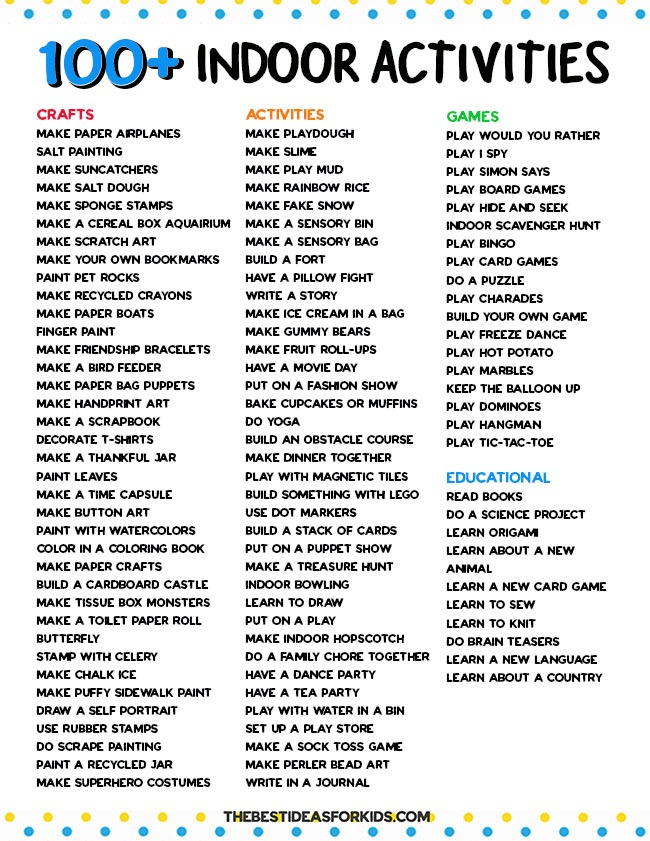 100+ INDOOR ACTIVITIES
CRAFTS
MAKE PAPER AIRPLANES
SALT PAINTING
MAKE SUNCATCHERS
MAKE SALT DOUGH
MAKE SPONGE STAMPS
MAKE A CEREAL BOX AQUAIRIUM
MAKE SCRATCH ART
MAKE YOUR OWN BOOKMARKS
PAINT PET ROCKS
MAKE RECYCLED CRAYONS
MAKE PAPER BOATS
FINGER PAINT
MAKE FRIENDSHIP BRACELETS
MAKE A BIRD FEEDER
MAKE PAPER BAG PUPPETS
MAKE HANDPRINT ART
MAKE A SCRAPBOOK
DECORATE T-SHIRTS
MAKE A THANKFUL JAR
PAINT LEAVES
MAKE A TIME CAPSULE
MAKE BUTTON ART
PAINT WITH WATERCOLORS
COLOR IN A COLORING BOOK
MAKE PAPER CRAFTS
BUILD A CARDBOARD CASTLE
MAKE TISSUE BOX MONSTERS
MAKE A TOILET PAPER ROLL
BUTTERFLY
STAMP WITH CELERY
MAKE CHALK ICE
MAKE PUFFY SIDEWALK PAINT
DRAW A SELF PORTRAIT
USE RUBBER STAMPS
DO SCRAPE PAINTING
PAINT A RECYCLED JAR
MAKE SUPERHERO COSTUMES
ACTIVITIES
MAKE PLAYDOUGH
MAKE SLIME
MAKE PLAY MUD
MAKE RAINBOW RICE
MAKE FAKE SNOW
MAKE A SENSORY BIN
MAKE A SENSORY BAG
BUILD A FORT
HAVE A PILLOW FIGHT
WRITE A STORY
MAKE ICE CREAM IN A BAG
MAKE GUMMY BEARS
MAKE FRUIT ROLL-UPS
HAVE A MOVIE DAY
PUT ON A FASHION SHOW
BAKE CUPCAKES OR MUFFINS
DO YOGA
BUILD AN OBSTACLE COURSE
MAKE DINNER TOGETHER
PLAY WITH MAGNETIC TILES
BUILD SOMETHING WITH LEGO
USE DOT MARKERS
BUILD A STACK OF CARDS
PUT ON A PUPPET SHOW
MAKE A TREASURE HUNT
INDOOR BOWLING
LEARN TO DRAW
PUT ON A PLAY
MAKE INDOOR HOPSCOTCH
DO A FAMILY CHORE TOGETHER
HAVE A DANCE PARTY
HAVE A TEA PARTY
PLAY WITH WATER IN A BIN
SET UP A PLAY STORE
MAKE A SOCK TOSS GAME
MAKE PERLER BEAD ART
WRITE IN A JOURNAL
GAMES
PLAY WOULD YOU RATHER
PLAY I SPY
PLAY SIMON SAYS
PLAY BOARD GAMES
PLAY HIDE AND SEEK
INDOOR SCAVENGER HUNT
PLAY BINGO
PLAY CARD GAMES
DO A PUZZLE
PLAY CHARADES
BUILD YOUR OWN GAME
PLAY FREEZE DANCE
PLAY HOT POTATO
PLAY MARBLES
KEEP THE BALLOON UP
PLAY DOMINOES
PLAY HANGMAN
PLAY TIC-TAC-TOE
EDUCATIONAL
READ BOOKS
DO A SCIENCE PROJECT
LEARN ORIGAMI
LEARN ABOUT A NEW
ANIMAL
LEARN A NEW CARD GAME
LEARN TO SEW
LEARN TO KNIT
DO BRAIN TEASERS
LEARN A NEW LANGUAGE
LEARN ABOUT A COUNTRY
THEBESTIDEASFORKIDS.COM